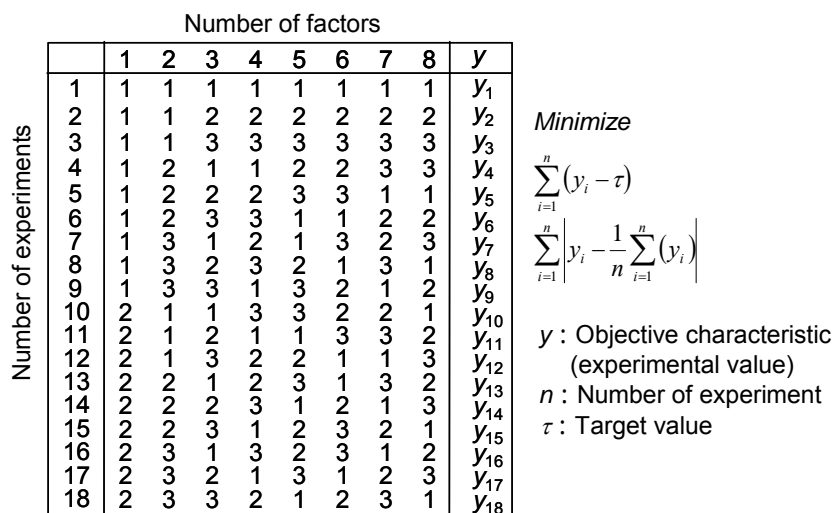 Number of factors
1 2 3 4 5 6 7 8 y
1 1 1 1 1 1 1 1 1 y₁
2 1 1 2 2 2 2 2 2 y₂
3 1 1 3 3 3 3 3 3 y₃
4 1 2 1 1 2 2 3 3 y₄
5 1 2 2 2 3 3 1 1 y₅
6 1 2 3 3 1 1 2 2 y₆
7 1 3 1 2 1 3 2 3 y₇
8 1 3 2 3 2 1 3 1 y₈
9 1 3 3 1 3 2 1 2 y₉
10 2 1 1 3 3 2 2 1 y₁₀
11 2 1 2 1 1 3 3 2 y₁₁
12 2 1 3 2 2 1 1 3 y₁₂
13 2 2 1 2 3 1 3 2 y₁₃
14 2 2 2 3 1 2 1 3 y₁₄
15 2 2 3 1 2 3 2 1 y₁₅
16 2 3 1 3 2 3 1 2 y₁₆
17 2 3 2 1 3 1 2 3 y₁₇
18 2 3 3 2 1 2 3 1 y₁₈
Number of experiments
Minimize
∑ᵢ₌₁ⁿ (yᵢ − τ)
∑ᵢ₌₁ⁿ |yᵢ − 1/n ∑ᵢ₌₁ⁿ (yᵢ)|
y : Objective characteristic
(experimental value)
n : Number of experiment
τ : Target value